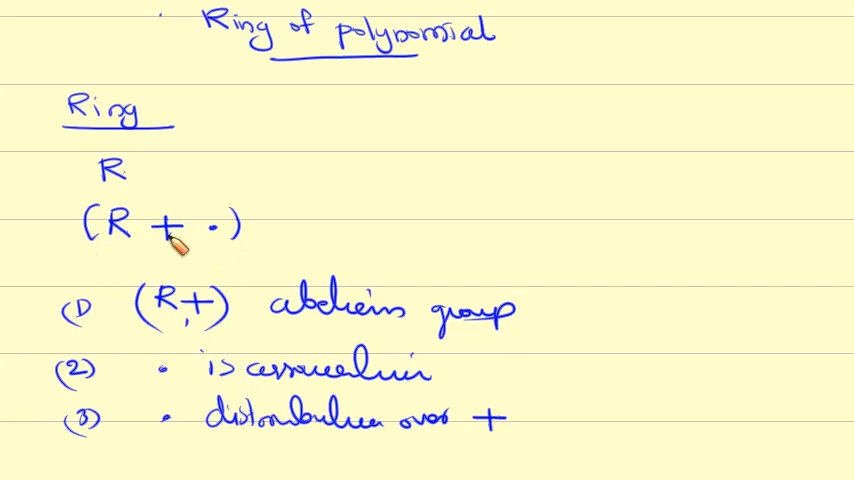 Ring of polynomial
Ring
R
(R + ·)
(1) (R,+) abelian group
(2) · is associative
(3) · distributive over +